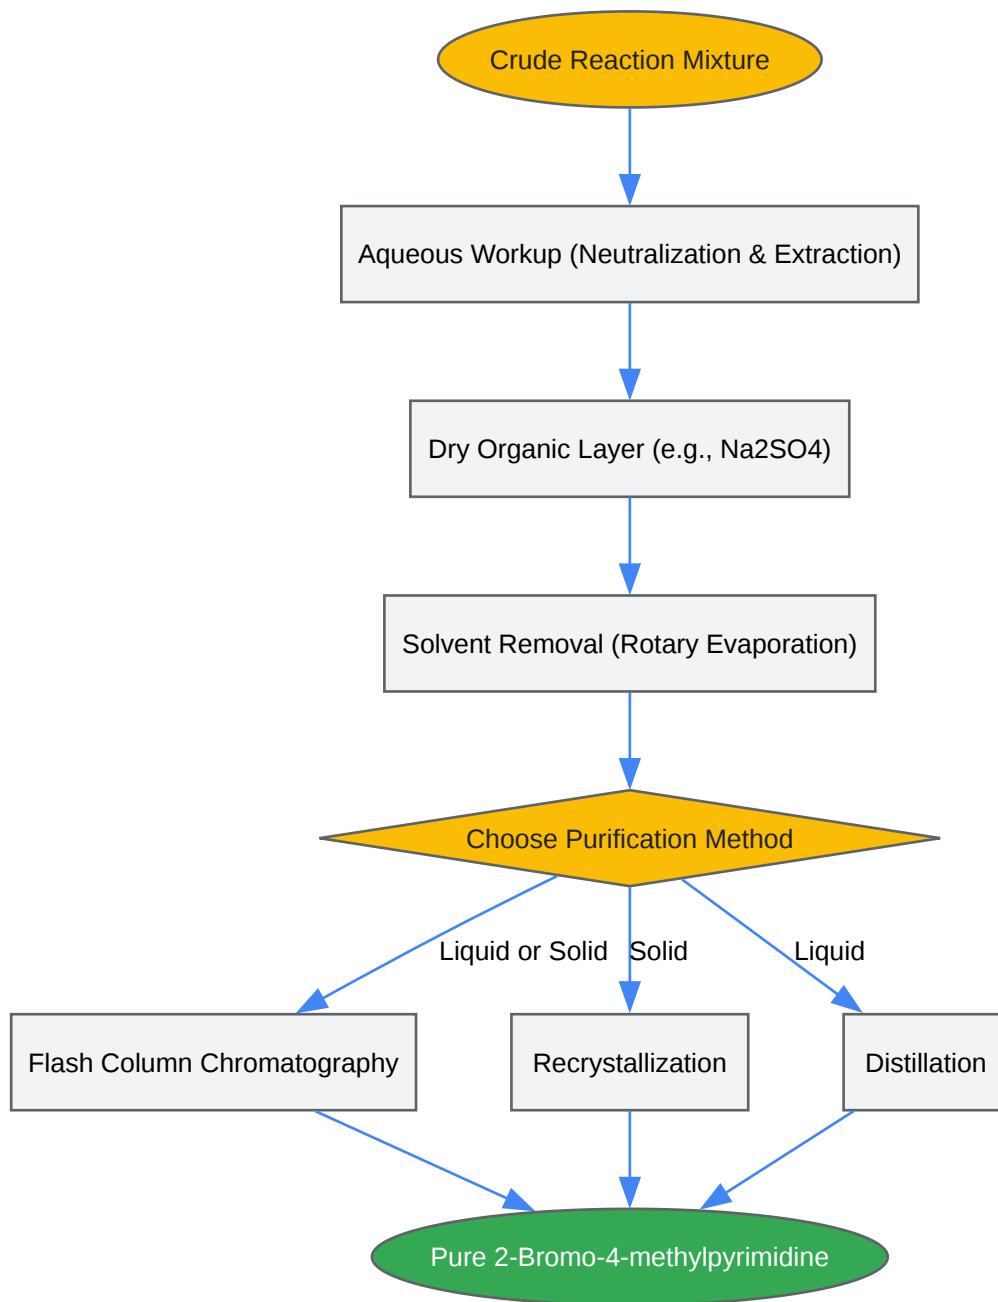 Crude Reaction Mixture
Aqueous Workup (Neutralization & Extraction)
Dry Organic Layer (e.g., Na2SO4)
Solvent Removal (Rotary Evaporation)
Choose Purification Method
Liquid or Solid
Solid
Liquid
Flash Column Chromatography
Recrystallization
Distillation
Pure 2-Bromo-4-methylpyrimidine